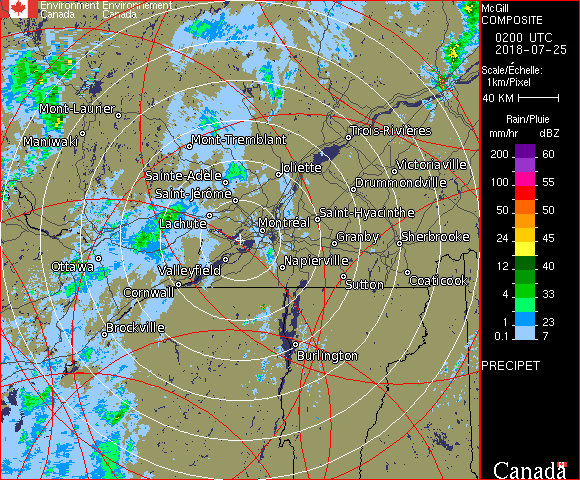 Environment Environnement
Canada Canada
McGill
COMPOSITE
0200 UTC
2018-07-25
Scale/Échelle:
1km/Pixel
40 KM
Rain/Pluie
mm/hr dBZ
200 60
100 55
50 50
24 45
12 40
4 33
1 23
0.1 7
PRECIPET
Canada
Mont-Laurier
Maniwaki
Mont-Tremblant
Trois-Rivières
Sainte-Adèle
Joliette
Victoriaville
Saint-Jérôme
Drummondville
Lachute
Montréal
Saint-Hyacinthe
Granby
Sherbrooke
Ottawa
Valleyfield
Napierville
Cornwall
Sutton
Coaticook
Brockville
Burlington